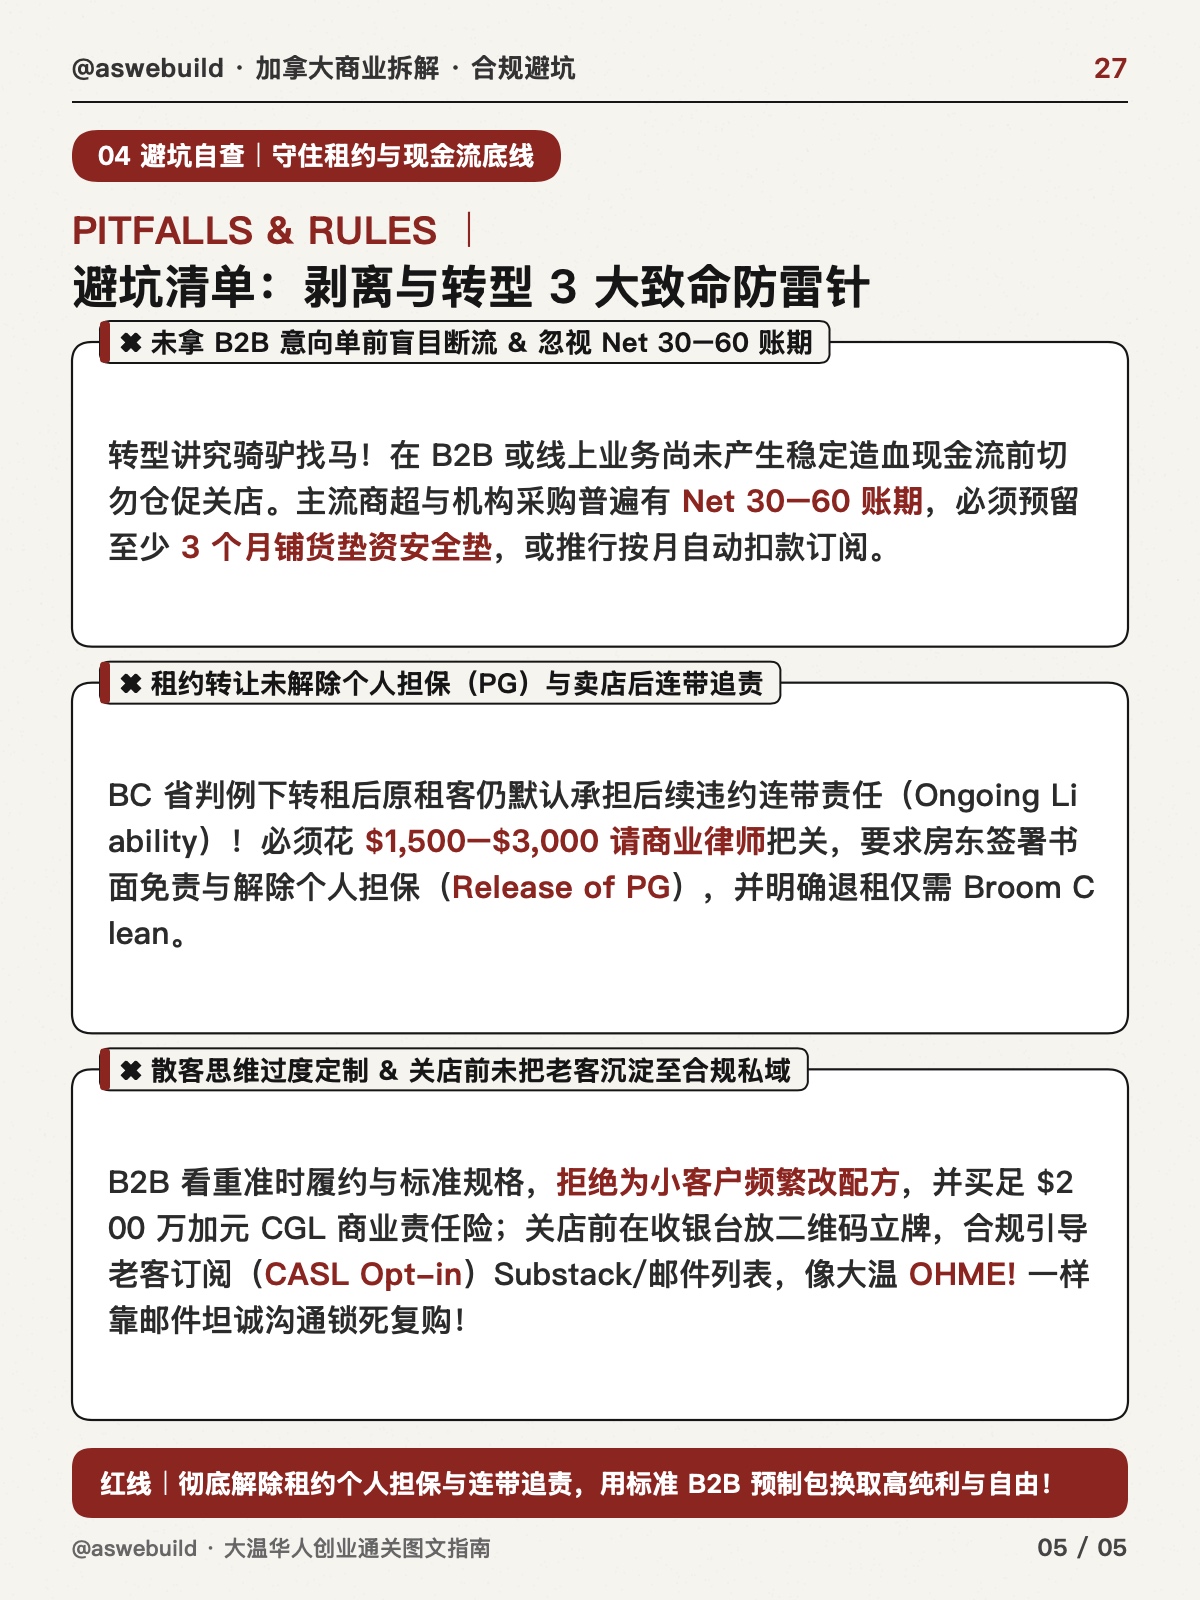 @aswebuild · 加拿大商业拆解 · 合规避坑
27
04 避坑自查｜守住租约与现金流底线
PITFALLS & RULES ｜
避坑清单：剥离与转型 3 大致命防雷针
✖ 未拿 B2B 意向单前盲目断流 & 忽视 Net 30—60 账期
转型讲究骑驴找马！在 B2B 或线上业务尚未产生稳定造血现金流前切
勿仓促关店。主流商超与机构采购普遍有 Net 30—60 账期，必须预留
至少 3 个月铺货垫资安全垫，或推行按月自动扣款订阅。
✖ 租约转让未解除个人担保（PG）与卖店后连带追责
BC 省判例下转租后原租客仍默认承担后续违约连带责任（Ongoing Li
ability）！必须花 $1,500—$3,000 请商业律师把关，要求房东签署书
面免责与解除个人担保（Release of PG），并明确退租仅需 Broom C
lean。
✖ 散客思维过度定制 & 关店前未把老客沉淀至合规私域
B2B 看重准时履约与标准规格，拒绝为小客户频繁改配方，并买足 $2
00 万加元 CGL 商业责任险；关店前在收银台放二维码立牌，合规引导
老客订阅（CASL Opt-in）Substack/邮件列表，像大温 OHME! 一样
靠邮件坦诚沟通锁死复购！
红线｜彻底解除租约个人担保与连带追责，用标准 B2B 预制包换取高纯利与自由！
@aswebuild · 大温华人创业通关图文指南
05 / 05